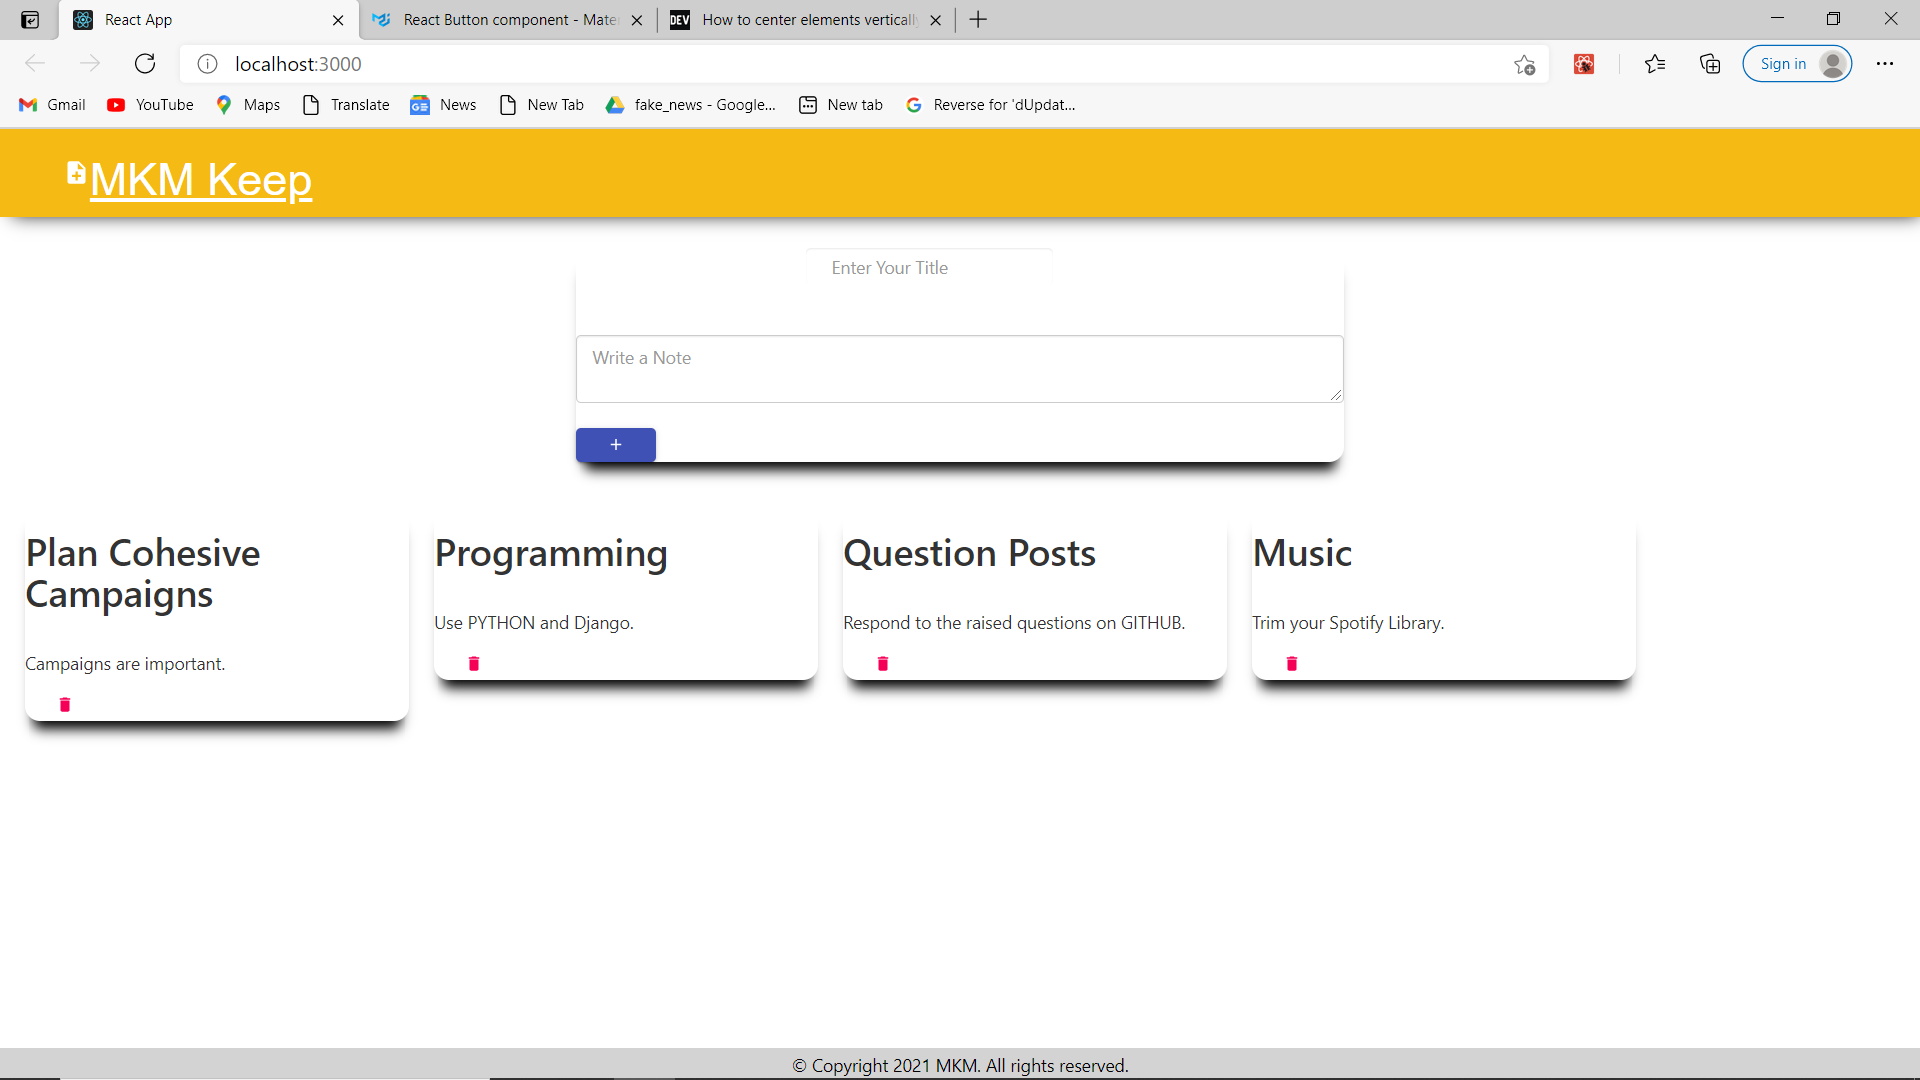 React App
React Button component - Mate
How to center elements vertically
localhost:3000
Sign in
Gmail
YouTube
Maps
Translate
News
New Tab
fake_news - Google...
New tab
Reverse for 'dUpdat...
MKM Keep
Enter Your Title
Write a Note
+
Plan Cohesive
Campaigns
Campaigns are important.
Programming
Use PYTHON and Django.
Question Posts
Respond to the raised questions on GITHUB.
Music
Trim your Spotify Library.
© Copyright 2021 MKM. All rights reserved.